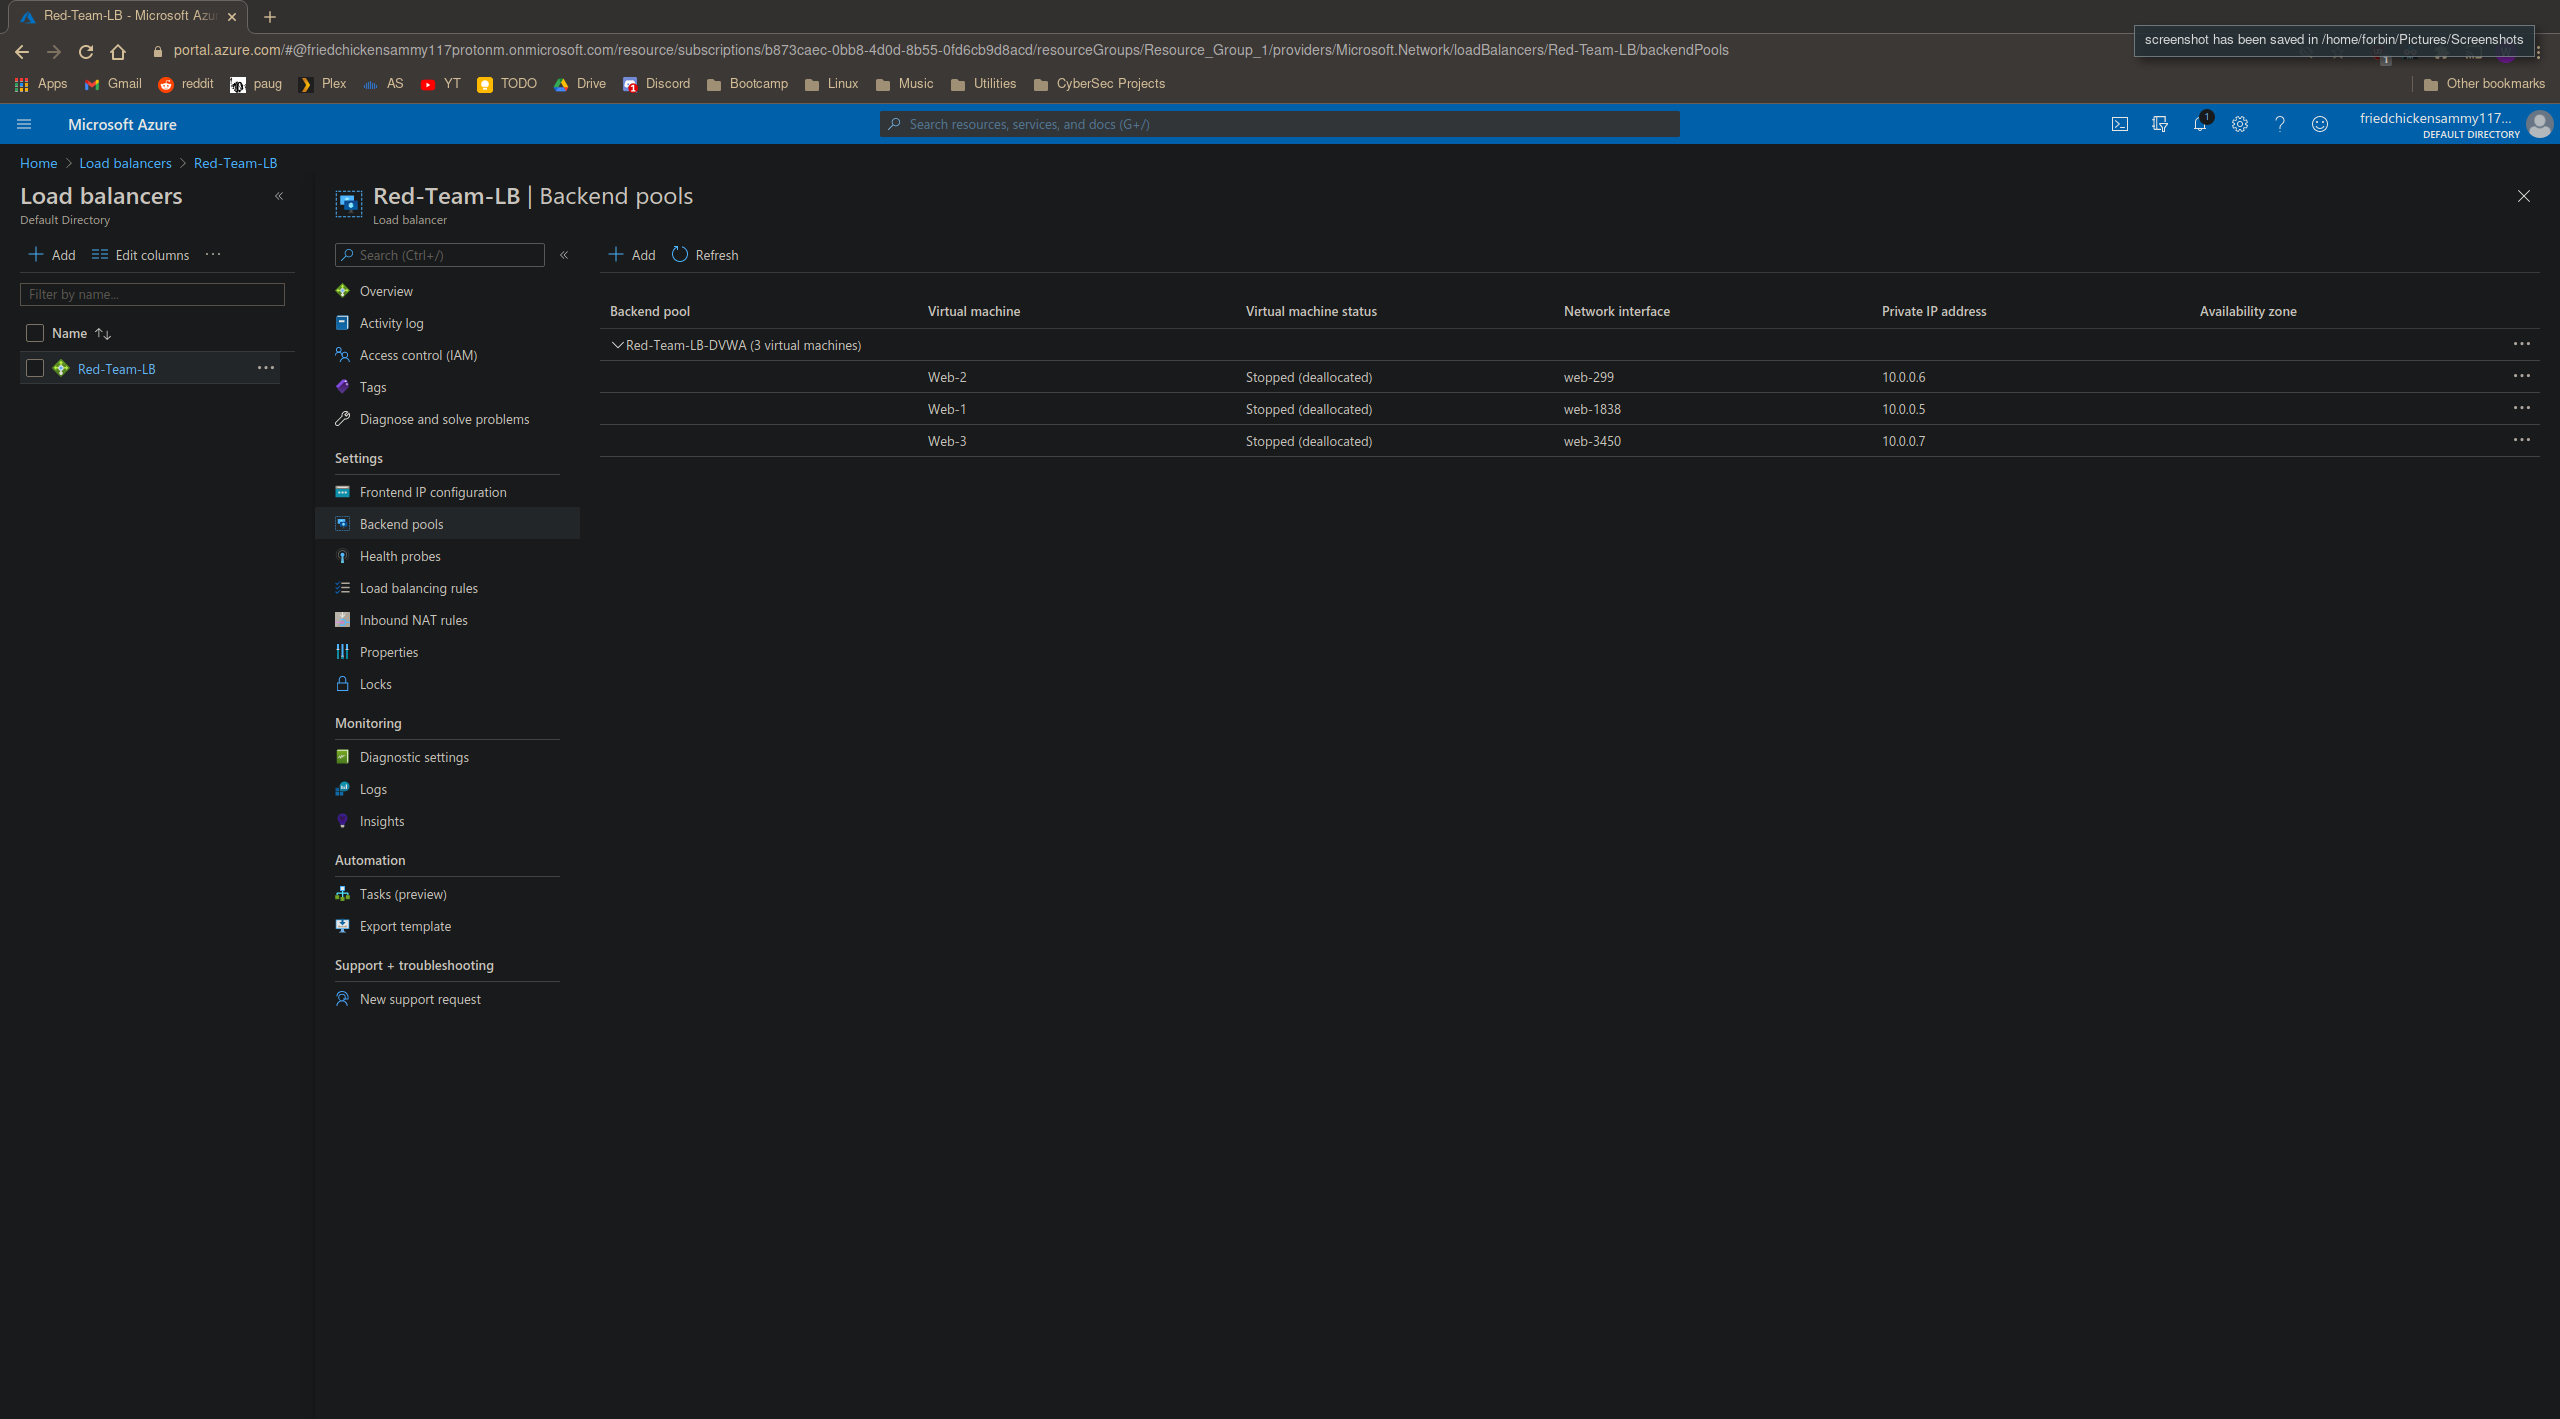 Red-Team-LB - Microsoft Azu
portal.azure.com/#@friedchickensammy117protonm.onmicrosoft.com/resource/subscriptions/b873caec-0bb8-4d0d-8b55-0fd6cb9d8acd/resourceGroups/Resource_Group_1/providers/Microsoft.Network/loadBalancers/Red-Team-LB/backendPools
screenshot has been saved in /home/forbin/Pictures/Screenshots
Apps Gmail reddit paug Plex AS YT TODO Drive Discord Bootcamp Linux Music Utilities CyberSec Projects Other bookmarks
Microsoft Azure
Search resources, services, and docs (G+/)
1
friedchickensammy117...
DEFAULT DIRECTORY
Home > Load balancers > Red-Team-LB
Load balancers
Default Directory
Add Edit columns ...
Filter by name...
Name
Red-Team-LB
Red-Team-LB | Backend pools
Load balancer
Search (Ctrl+/)
Overview
Activity log
Access control (IAM)
Tags
Diagnose and solve problems
Settings
Frontend IP configuration
Backend pools
Health probes
Load balancing rules
Inbound NAT rules
Properties
Locks
Monitoring
Diagnostic settings
Logs
Insights
Automation
Tasks (preview)
Export template
Support + troubleshooting
New support request
Add Refresh
Backend pool Virtual machine Virtual machine status Network interface Private IP address Availability zone
Red-Team-LB-DVWA (3 virtual machines)
Web-2 Stopped (deallocated) web-299 10.0.0.6
Web-1 Stopped (deallocated) web-1838 10.0.0.5
Web-3 Stopped (deallocated) web-3450 10.0.0.7